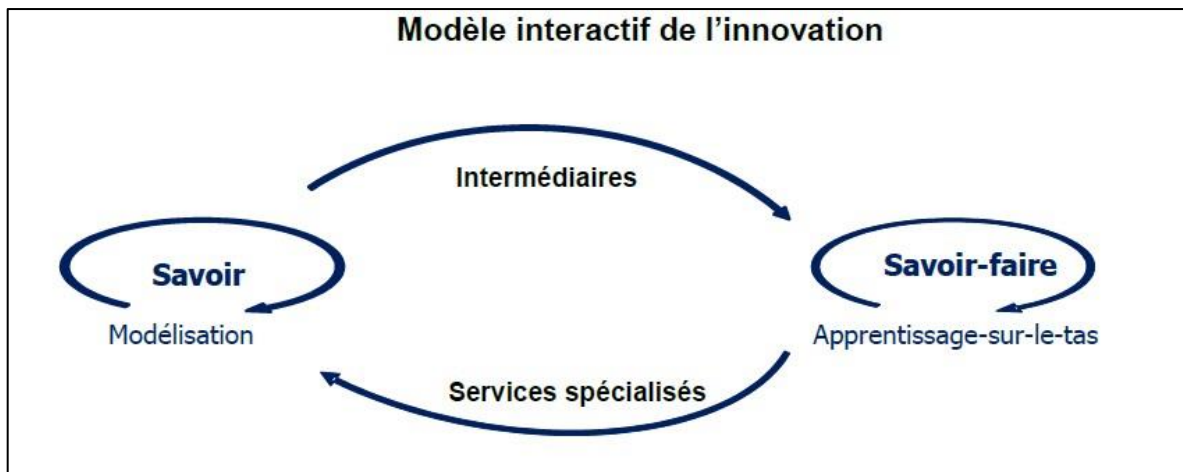 Modèle interactif de l’innovation
Intermédiaires
Savoir
Modélisation
Savoir-faire
Apprentissage-sur-le-tas
Services spécialisés